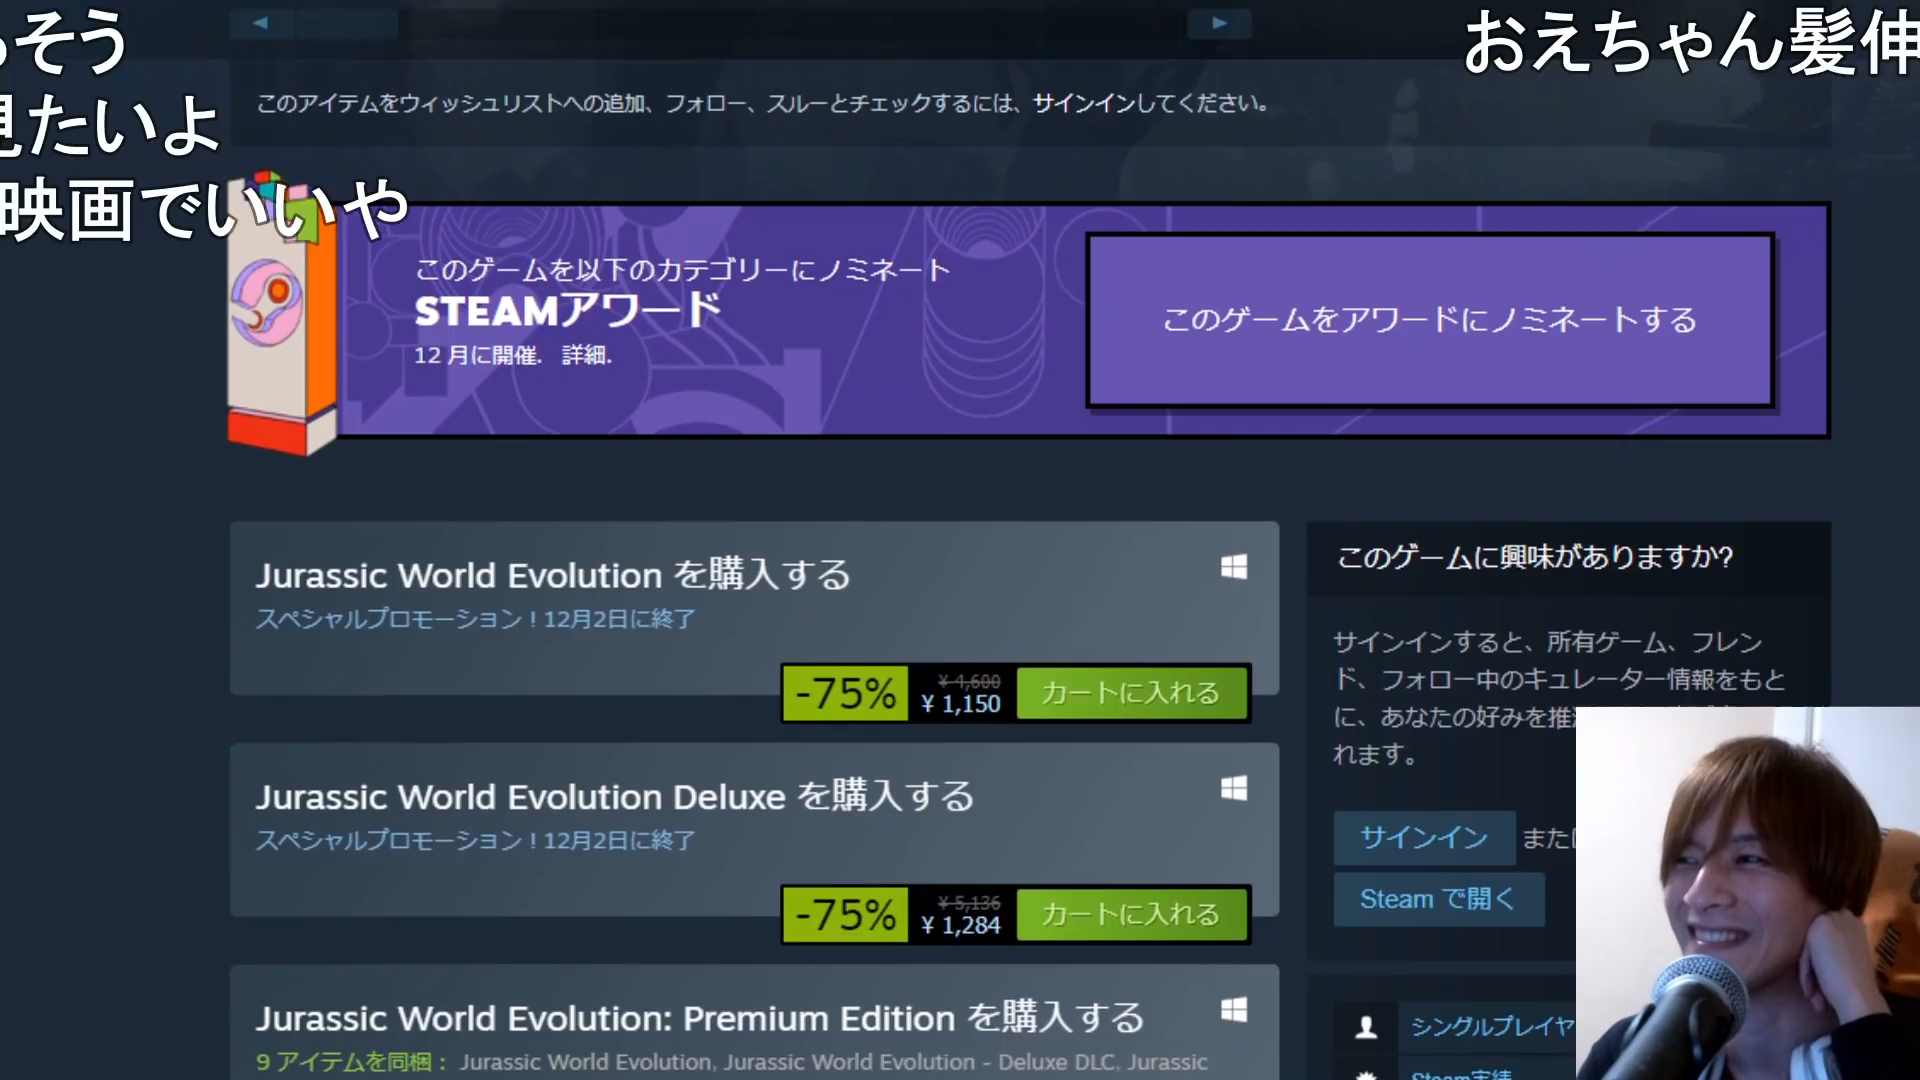 そう
おえちゃん髪伸
このアイテムをウィッシュリストへの追加、フォロー、スルーとチェックするには、サインインしてください。
見たいよ
映画でいいや
このゲームを以下のカテゴリーにノミネート
STEAMアワード
12 月に開催. 詳細.
このゲームをアワードにノミネートする
Jurassic World Evolution を購入する
スペシャルプロモーション！12月2日に終了
-75%
¥ 4,600
¥ 1,150
カートに入れる
Jurassic World Evolution Deluxe を購入する
スペシャルプロモーション！12月2日に終了
-75%
¥ 5,136
¥ 1,284
カートに入れる
Jurassic World Evolution: Premium Edition を購入する
9 アイテムを同梱： Jurassic World Evolution, Jurassic World Evolution - Deluxe DLC, Jurassic
このゲームに興味がありますか?
サインインすると、所有ゲーム、フレン
ド、フォロー中のキュレーター情報をもと
に、あなたの好みを推
れます。
サインイン また
Steam で開く
シングルプレイヤ
Steam実績